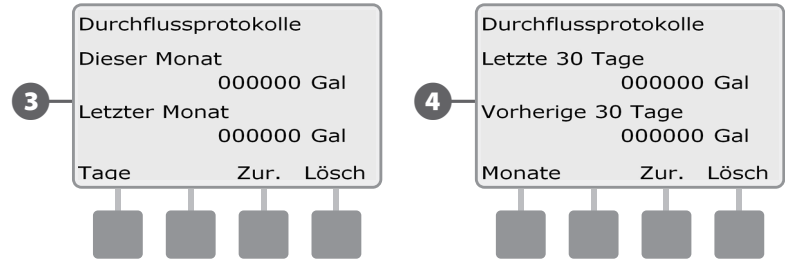 3
Durchflussprotokolle
Dieser Monat
000000 Gal
Letzter Monat
000000 Gal
Tage Zur. Lösch
4
Durchflussprotokolle
Letzte 30 Tage
000000 Gal
Vorherige 30 Tage
000000 Gal
Monate Zur. Lösch